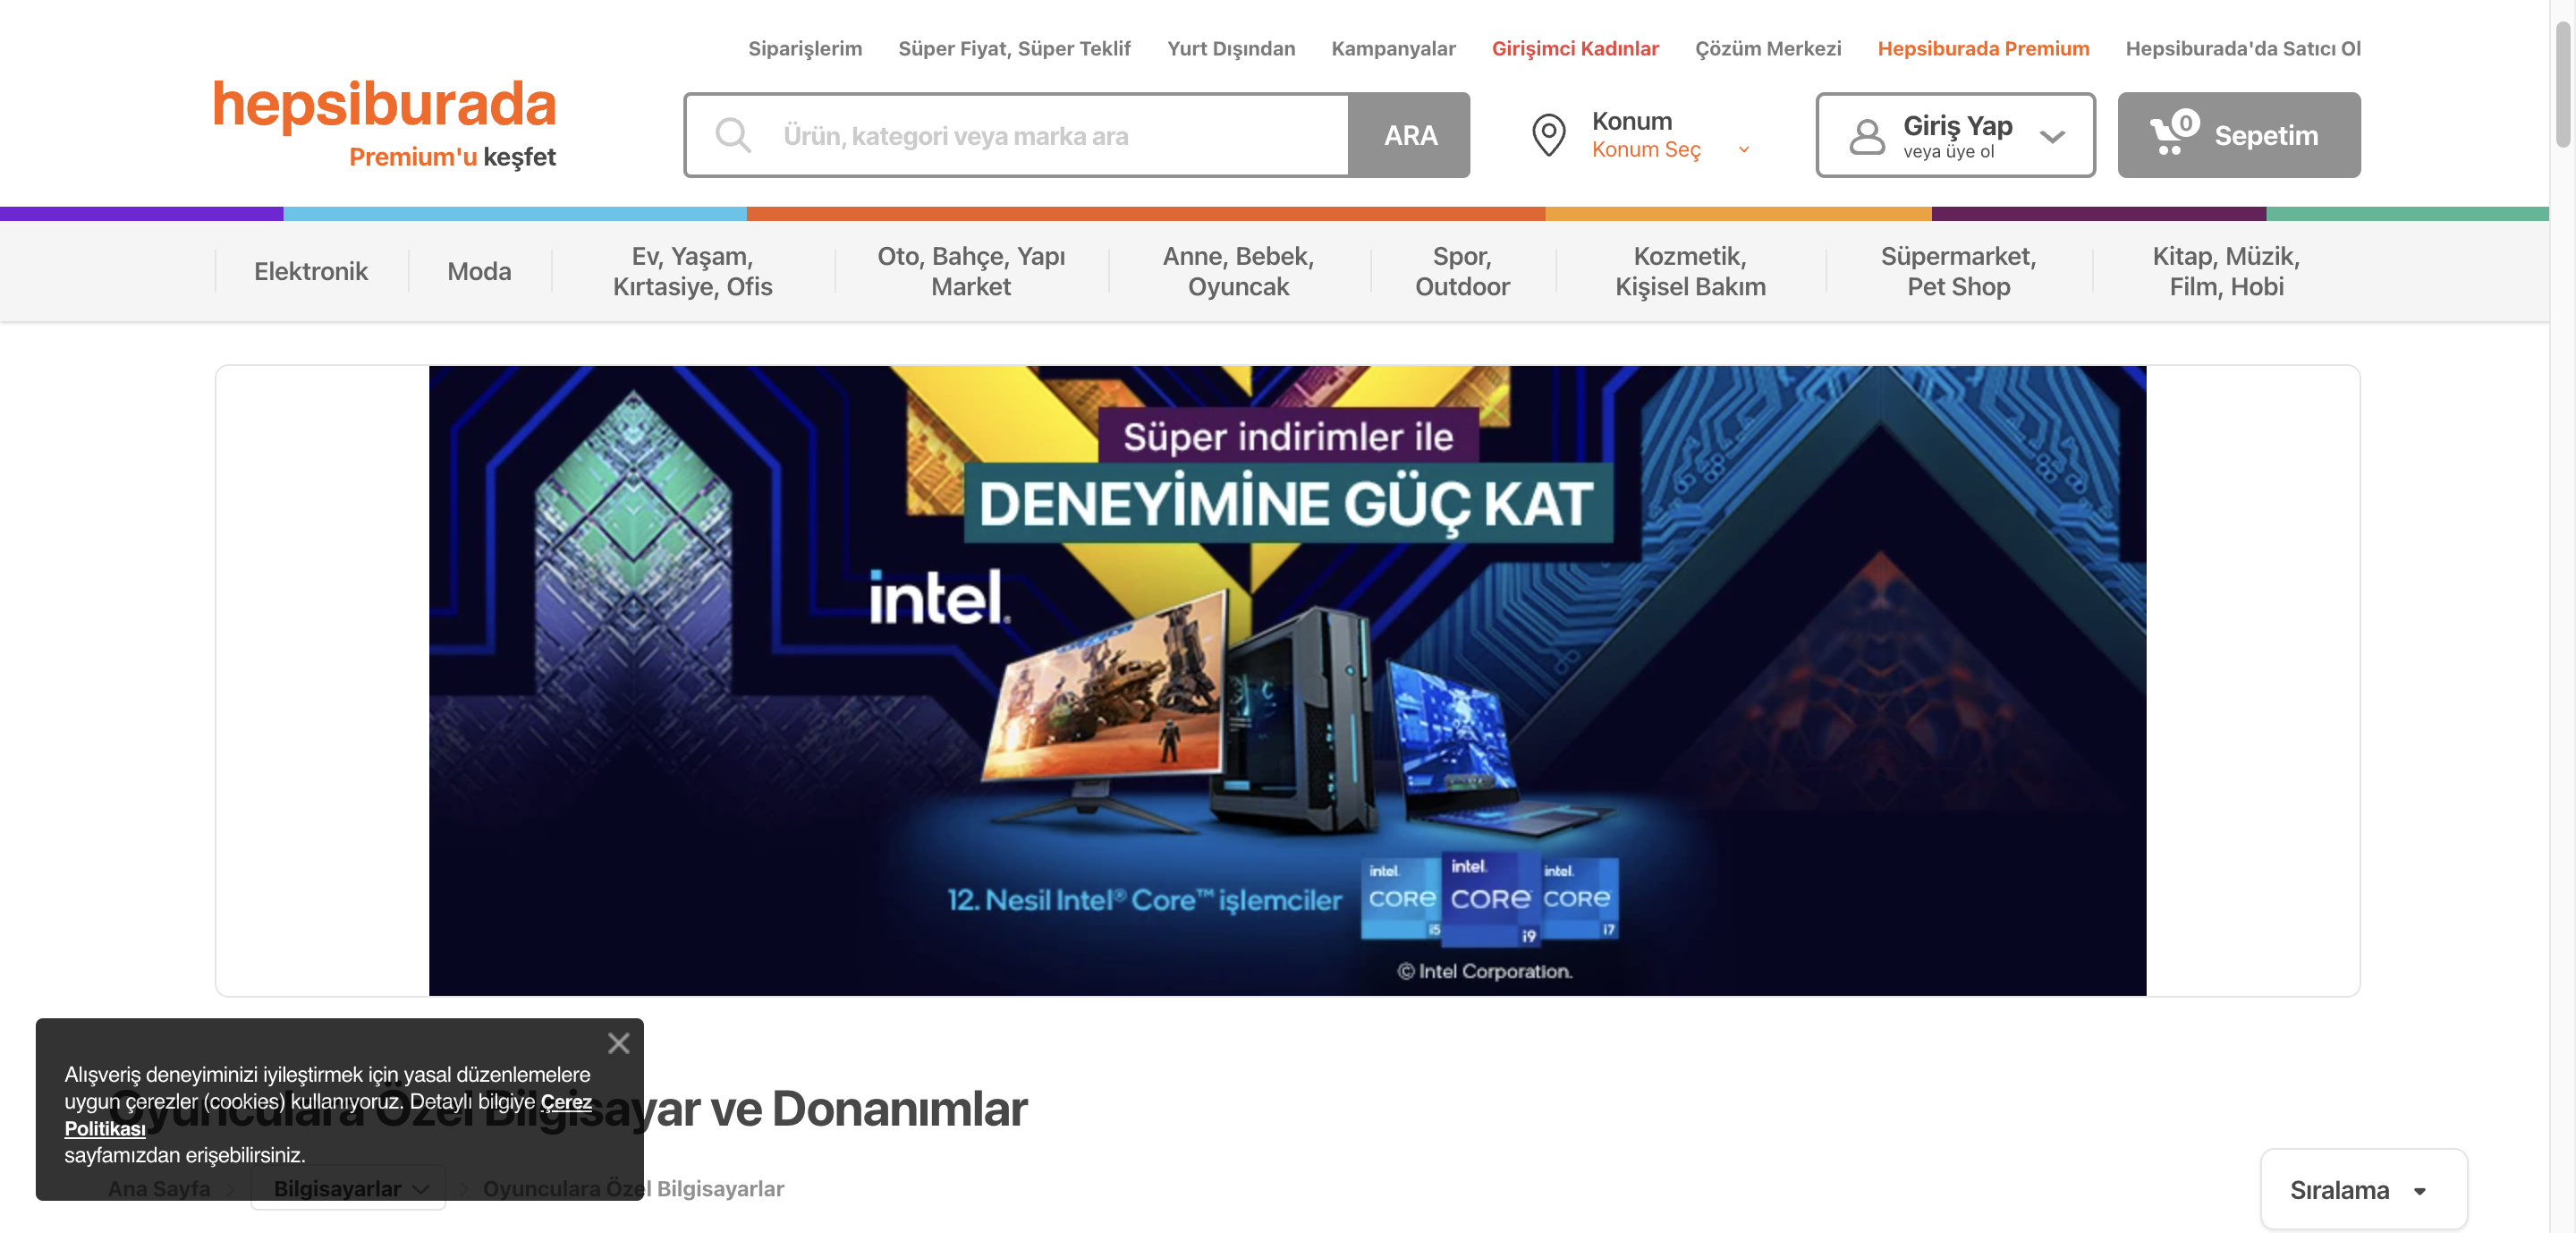 Siparişlerim Süper Fiyat, Süper Teklif Yurt Dışından Kampanyalar Girişimci Kadınlar Çözüm Merkezi Hepsiburada Premium Hepsiburada'da Satıcı Ol
hepsiburada
Premium'u keşfet
Ürün, kategori veya marka ara
ARA
Konum
Konum Seç
Giriş Yap
veya üye ol
0
Sepetim
Elektronik
Moda
Ev, Yaşam,
Kırtasiye, Ofis
Oto, Bahçe, Yapı
Market
Anne, Bebek,
Oyuncak
Spor,
Outdoor
Kozmetik,
Kişisel Bakım
Süpermarket,
Pet Shop
Kitap, Müzik,
Film, Hobi
Süper indirimler ile
DENEYİMİNE GÜÇ KAT
intel.
12. Nesil Intel® Core™ işlemciler
intel.
CORE
i5
intel.
CORE
i9
intel.
CORE
i7
© Intel Corporation.
Alışveriş deneyiminizi iyileştirmek için yasal düzenlemelere
uygun çerezler (cookies) kullanıyoruz. Detaylı bilgiye Çerez
Politikası
sayfamızdan erişebilirsiniz.
Oyunculara Özel Bilgisayar ve Donanımlar
Ana Sayfa
Bilgisayarlar
Oyunculara Özel Bilgisayarlar
Sıralama